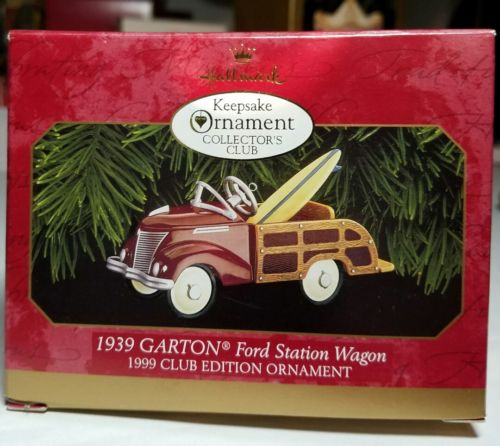 Hallmark
Keepsake
Ornament
COLLECTOR'S
CLUB
1939 GARTON® Ford Station Wagon
1999 CLUB EDITION ORNAMENT